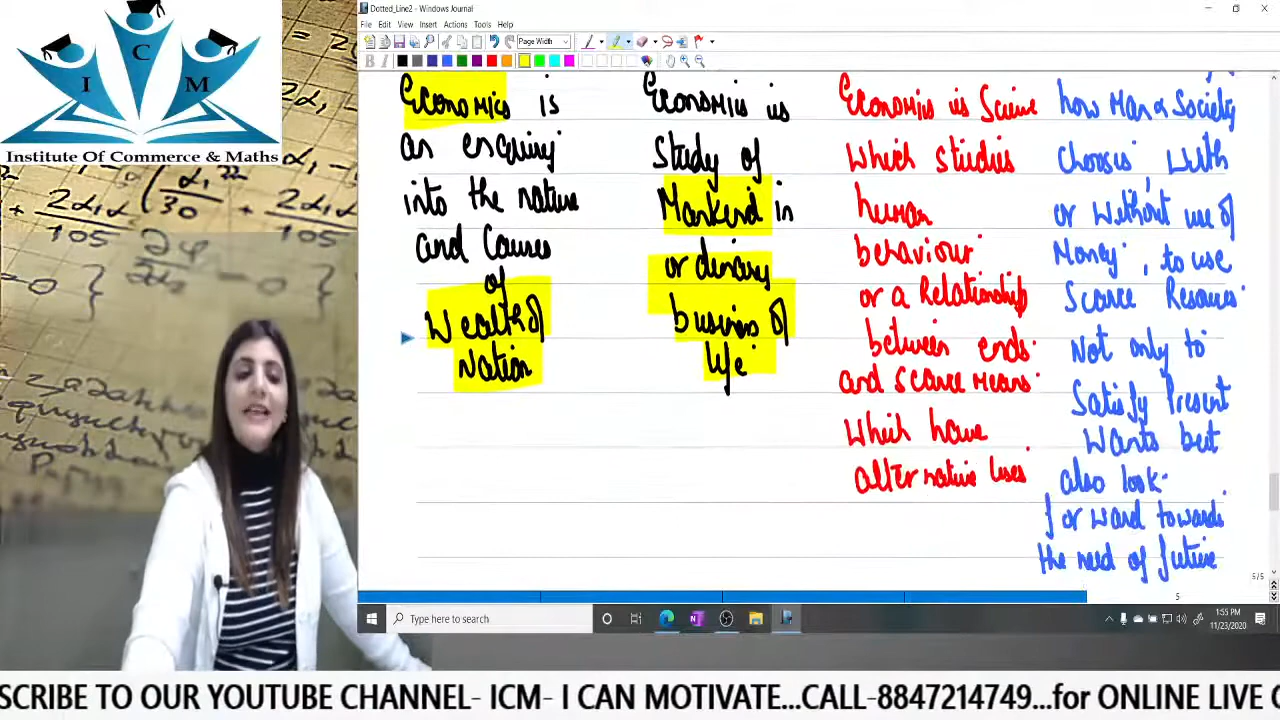 I C M
Institute Of Commerce & Maths
Dotted_Line2 - Windows Journal
File Edit View Insert Actions Tools Help
Page Width
Economics is
an enquiry
into the nature
and Causes
of
Wealth of
Nation
Economics is
Study of
Mankind in
ordinary
business of
life
Economics is Science
which studies
human
behaviour
or a Relationship
between ends
and scarce Means
which have
alternative uses
how Man & Society
Chooses, with
or without use of
Money, to use
Scarce Resources
Not only to
Satisfy Present
Wants but
also look
forward towards
the need of future
5/5
5
Type here to search
1:55 PM
11/23/2020
SCRIBE TO OUR YOUTUBE CHANNEL- ICM- I CAN MOTIVATE...CALL-8847214749...for ONLINE LIVE C